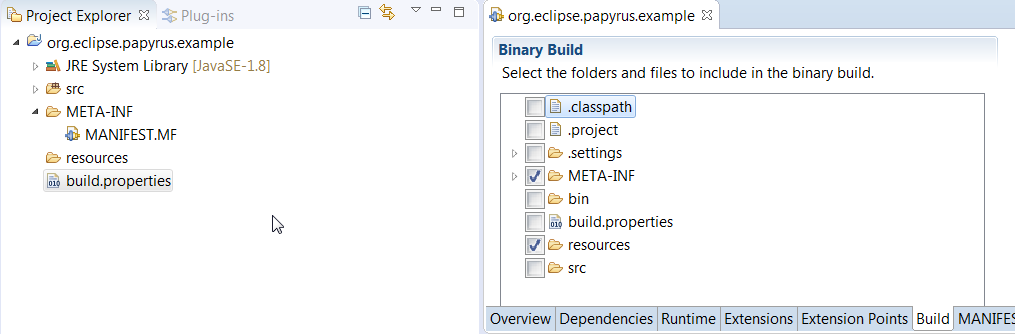 Project Explorer
Plug-ins
org.eclipse.papyrus.example
JRE System Library [JavaSE-1.8]
src
META-INF
MANIFEST.MF
resources
build.properties
org.eclipse.papyrus.example
Binary Build
Select the folders and files to include in the binary build.
.classpath
.project
.settings
META-INF
bin
build.properties
resources
src
Overview Dependencies Runtime Extensions Extension Points Build MANIFES